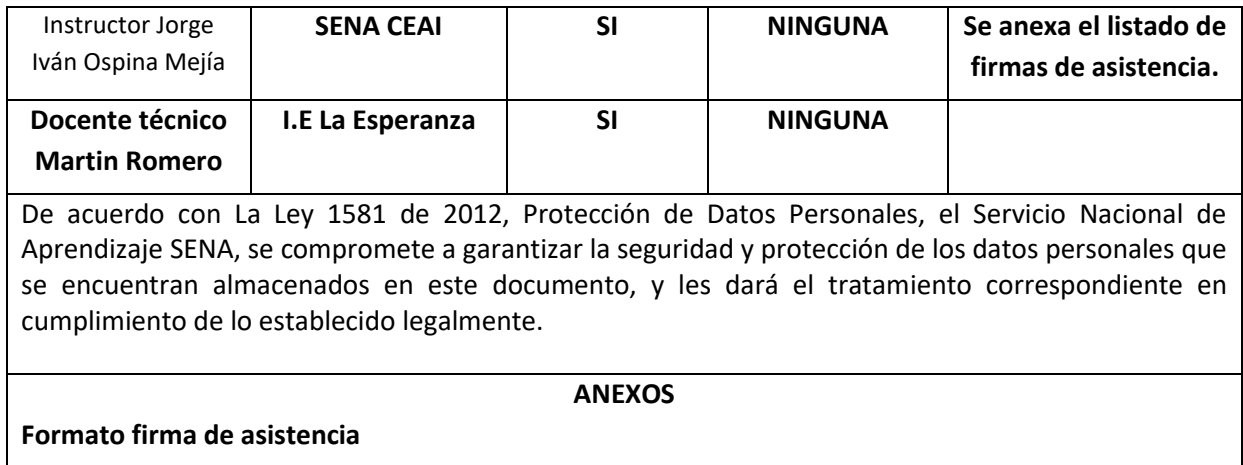 Instructor Jorge SENA CEAI SI NINGUNA Se anexa el listado de
Iván Ospina Mejía firmas de asistencia.
Docente técnico I.E La Esperanza SI NINGUNA
Martin Romero
De acuerdo con La Ley 1581 de 2012, Protección de Datos Personales, el Servicio Nacional de
Aprendizaje SENA, se compromete a garantizar la seguridad y protección de los datos personales que
se encuentran almacenados en este documento, y les dará el tratamiento correspondiente en
cumplimiento de lo establecido legalmente.
ANEXOS
Formato firma de asistencia